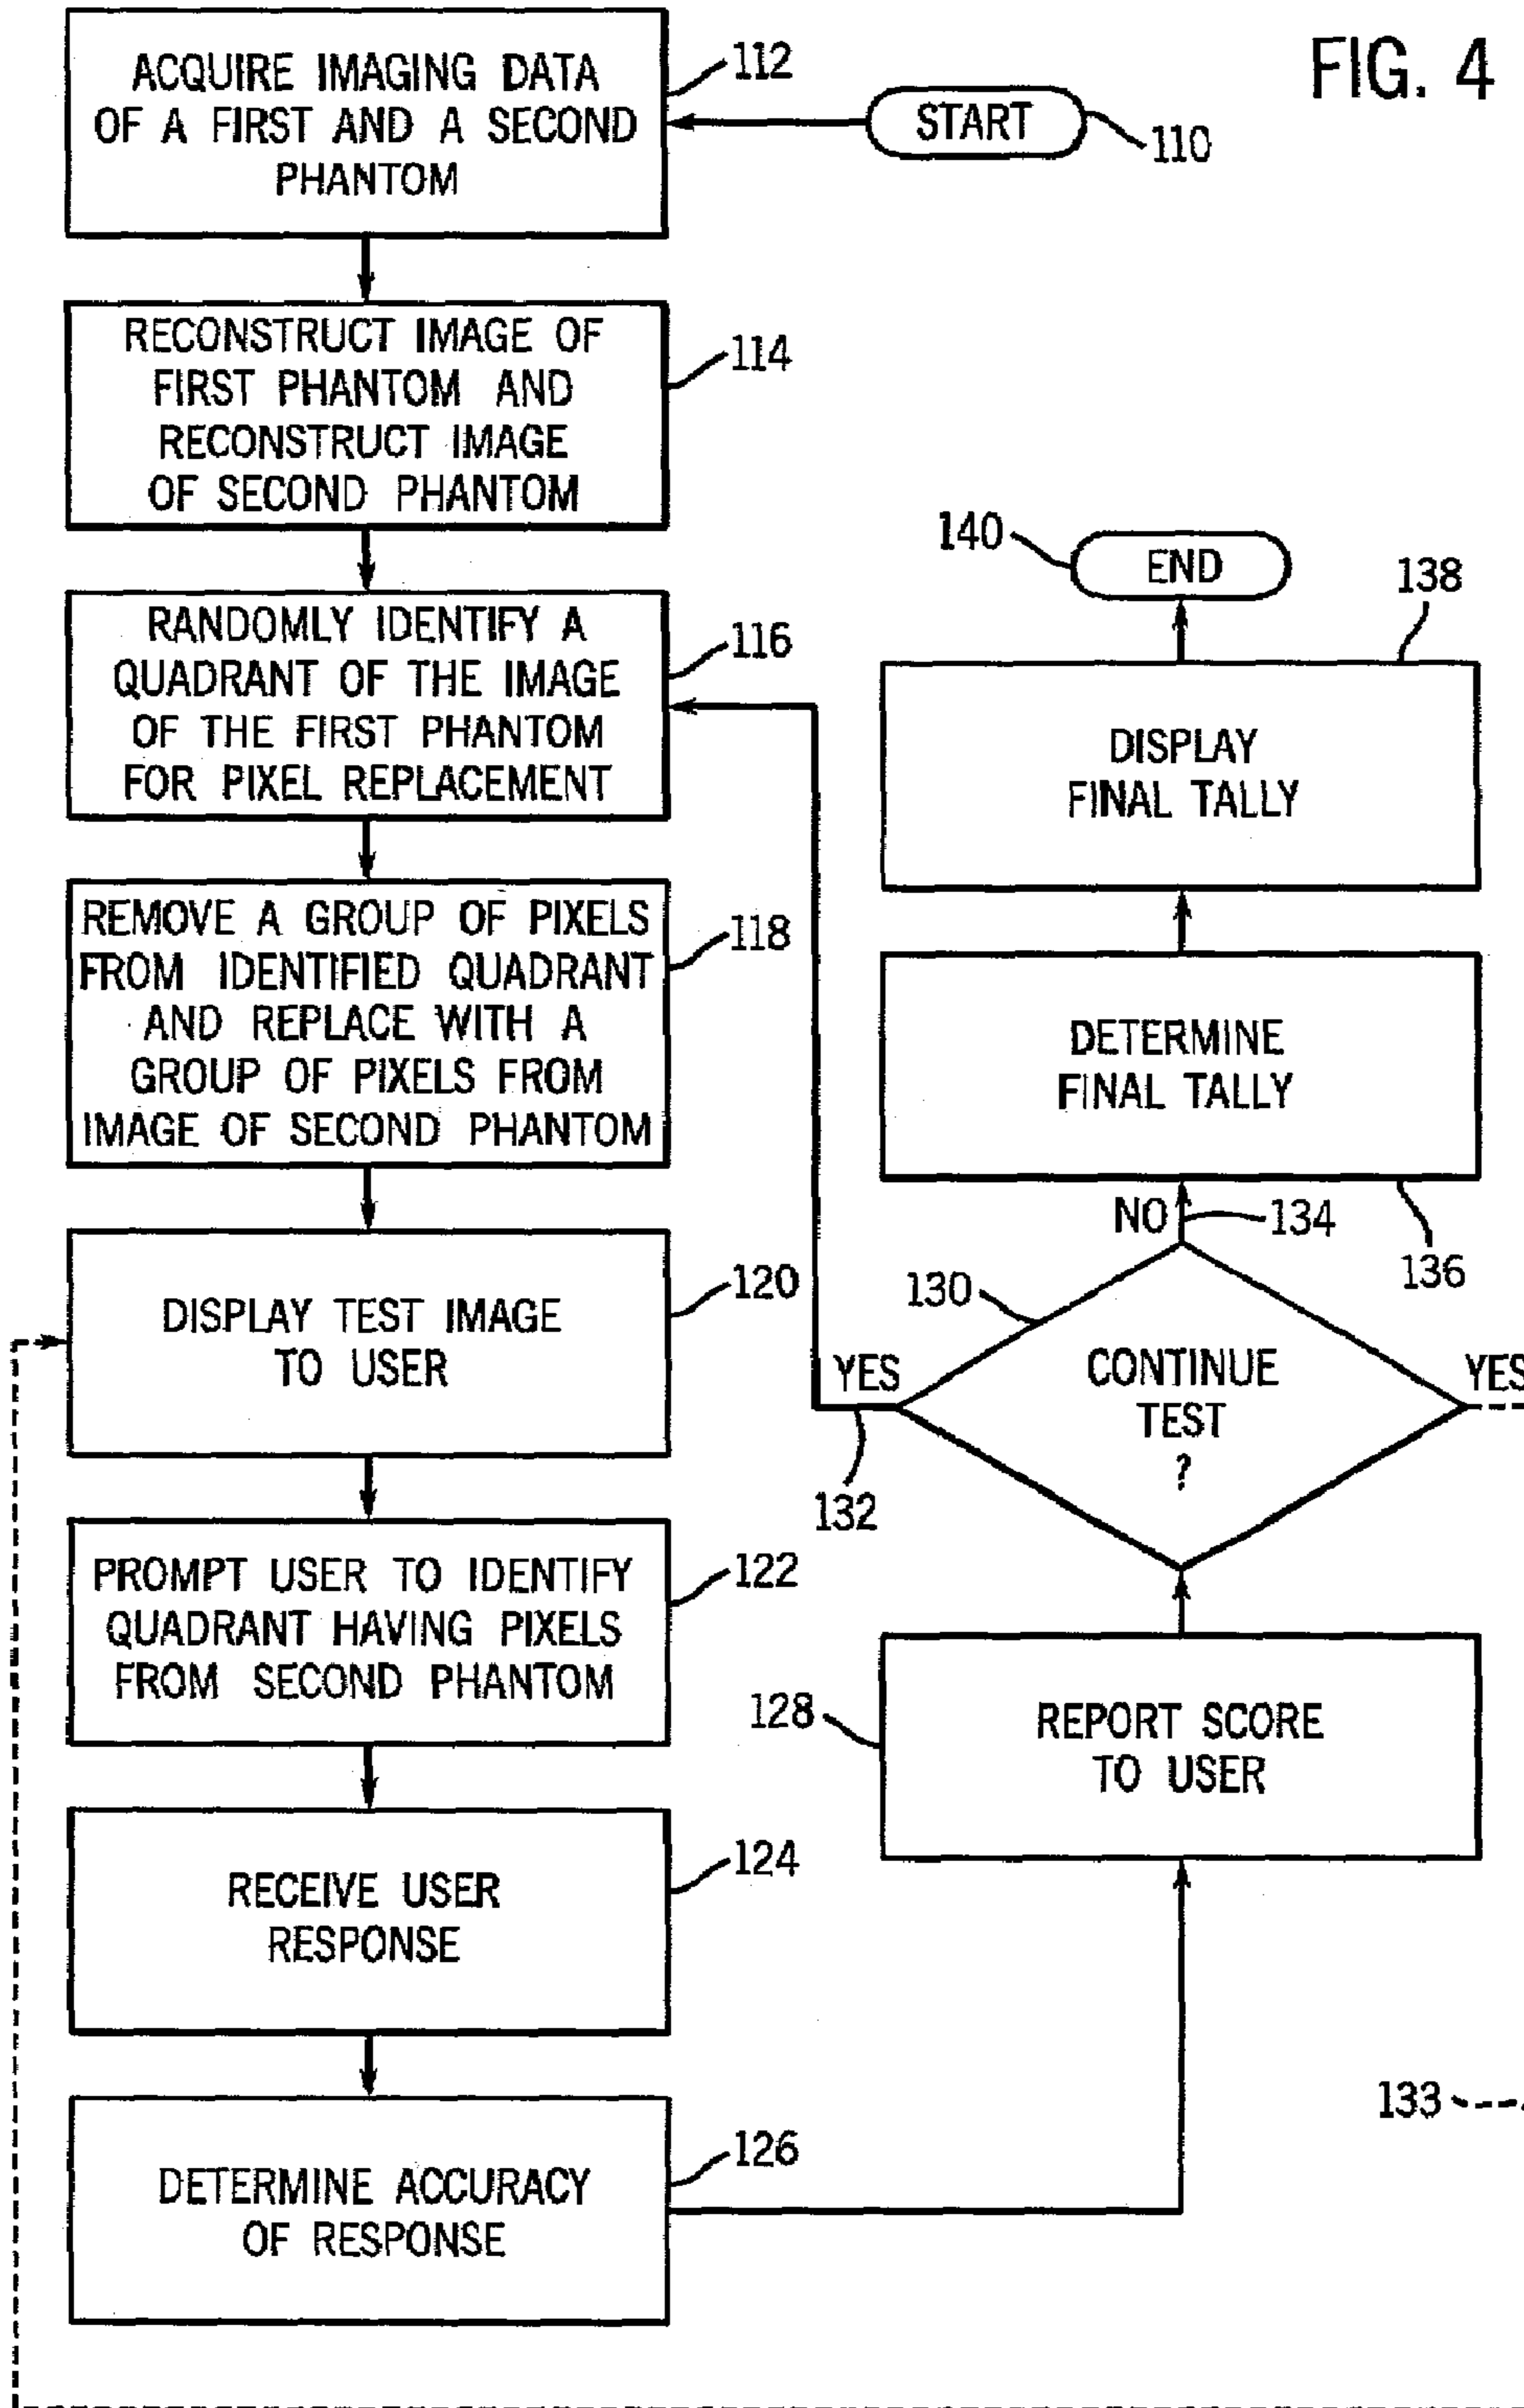 FIG. 4
START
110
ACQUIRE IMAGING DATA
OF A FIRST AND A SECOND
PHANTOM
112
RECONSTRUCT IMAGE OF
FIRST PHANTOM AND
RECONSTRUCT IMAGE
OF SECOND PHANTOM
114
RANDOMLY IDENTIFY A
QUADRANT OF THE IMAGE
OF THE FIRST PHANTOM
FOR PIXEL REPLACEMENT
116
REMOVE A GROUP OF PIXELS
FROM IDENTIFIED QUADRANT
AND REPLACE WITH A
GROUP OF PIXELS FROM
IMAGE OF SECOND PHANTOM
118
DISPLAY TEST IMAGE
TO USER
120
PROMPT USER TO IDENTIFY
QUADRANT HAVING PIXELS
FROM SECOND PHANTOM
122
RECEIVE USER
RESPONSE
124
DETERMINE ACCURACY
OF RESPONSE
126
REPORT SCORE
TO USER
128
CONTINUE
TEST
?
130
YES
132
YES
133
NO
134
DETERMINE
FINAL TALLY
136
DISPLAY
FINAL TALLY
138
END
140